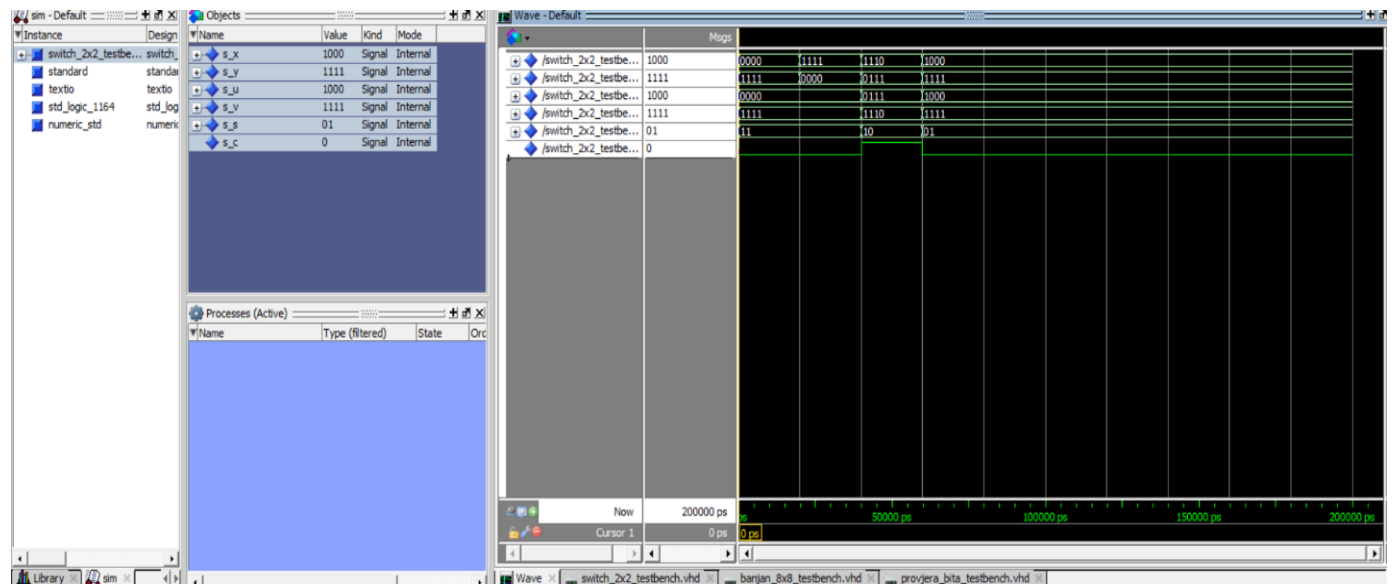 sim - Default
Instance Design
switch_2x2_testbe... switch_
standard standar
textio textio
std_logic_1164 std_log
numeric_std numeric
Library sim
Objects
Name Value Kind Mode
s_x 1000 Signal Internal
s_y 1111 Signal Internal
s_u 1000 Signal Internal
s_v 1111 Signal Internal
s_s 01 Signal Internal
s_c 0 Signal Internal
Processes (Active)
Name Type (filtered) State Orc
Wave - Default
Msgs
/switch_2x2_testbe... 1000 0000 1111 1110 1000
/switch_2x2_testbe... 1111 1111 0000 0111 1111
/switch_2x2_testbe... 1000 0000 0111 1000
/switch_2x2_testbe... 1111 1111 1110 1111
/switch_2x2_testbe... 01 11 10 01
/switch_2x2_testbe... 0
Now 200000 ps ps 50000 ps 100000 ps 150000 ps 200000 ps
Cursor 1 0 ps 0 ps
Wave switch_2x2_testbench.vhd banjan_8x8_testbench.vhd provjera_bita_testbench.vhd